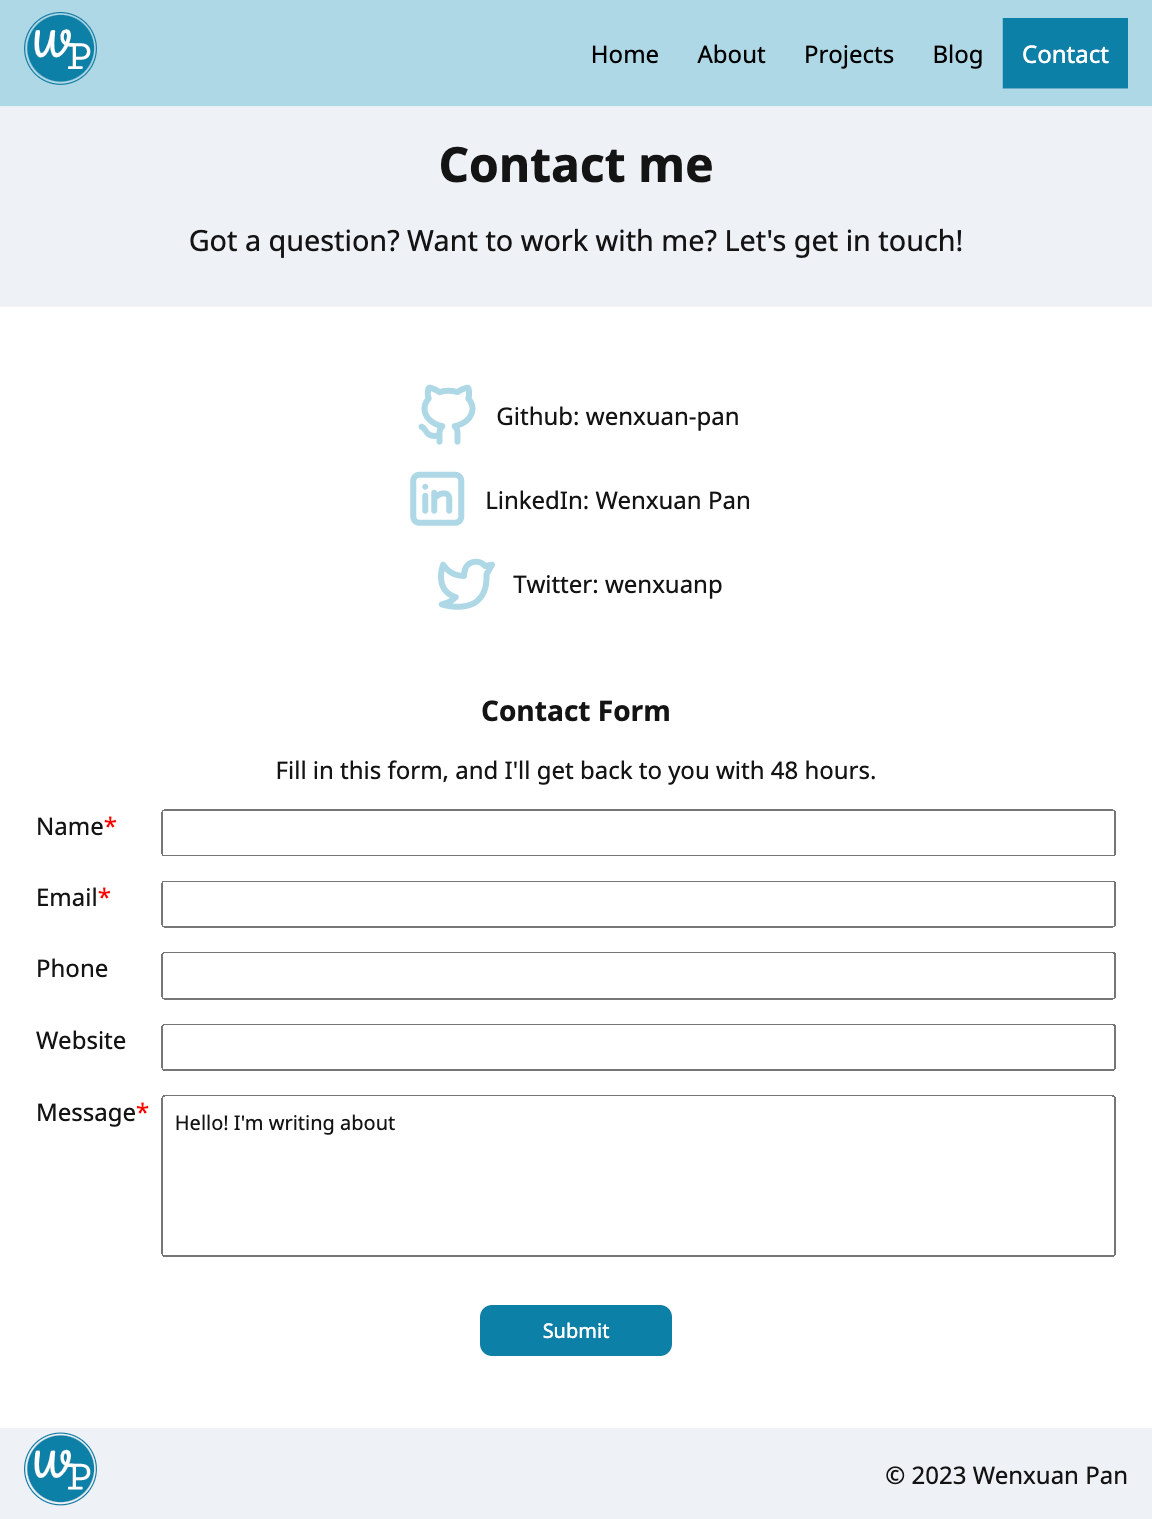 WP
Home About Projects Blog Contact
Contact me
Got a question? Want to work with me? Let's get in touch!
Github: wenxuan-pan
in LinkedIn: Wenxuan Pan
Twitter: wenxuanp
Contact Form
Fill in this form, and I'll get back to you with 48 hours.
Name*
Email*
Phone
Website
Message* Hello! I'm writing about
Submit
WP © 2023 Wenxuan Pan